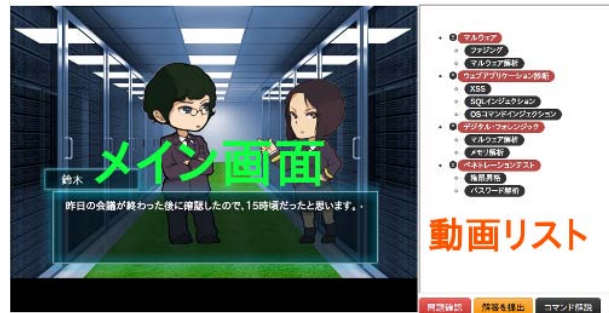 メイン画面
鈴木
昨日の会議が終わった後に確認したので、15時頃だったと思います。
マルウェア
ファジング
マルウェア解析
ウェブアプリケーション診断
XSS
SQLインジェクション
OSコマンドインジェクション
デジタル・フォレンジック
マルウェア解析
メモリ解析
ペネトレーションテスト
権限昇格
パスワード解析
動画リスト
問題確認
解答を提出
コマンド解説